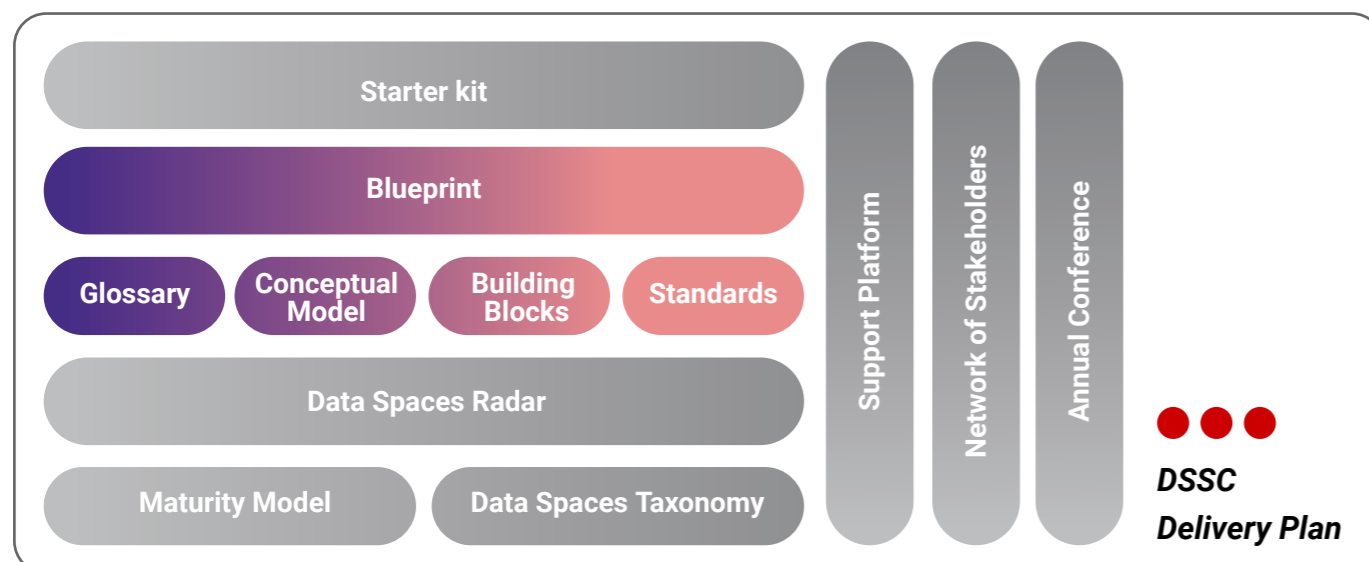 Starter kit
Blueprint
Glossary
Conceptual
Model
Building
Blocks
Standards
Data Spaces Radar
Maturity Model
Data Spaces Taxonomy
Support Platform
Network of Stakeholders
Annual Conference
DSSC
Delivery Plan